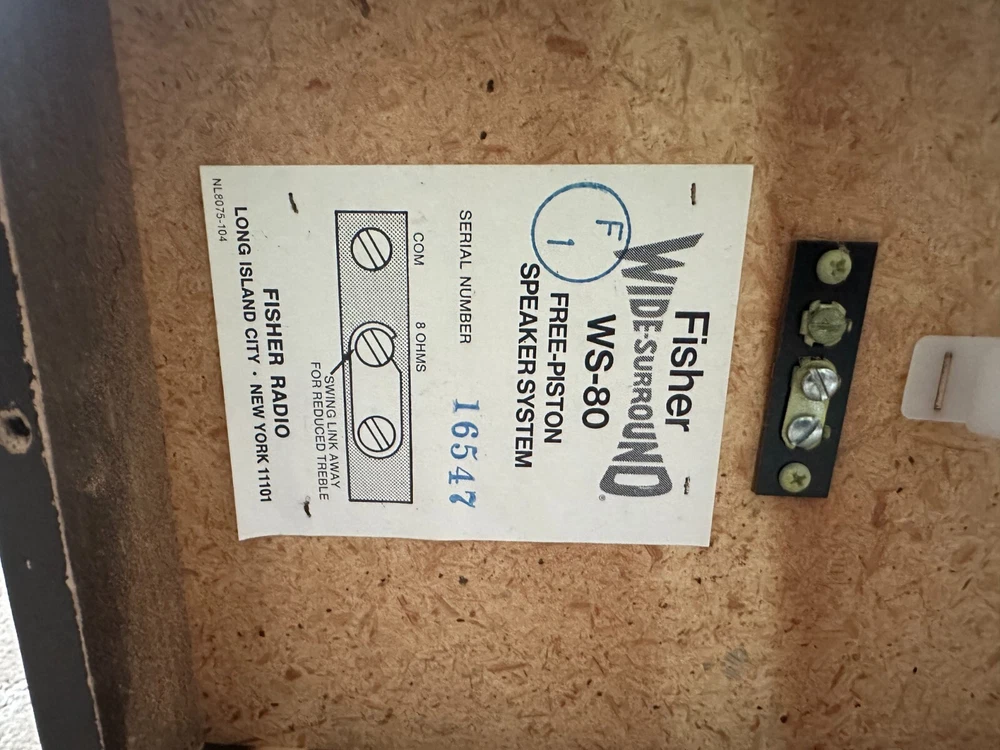 Fisher
WIDE-SURROUND®
WS-80
FREE-PISTON
SPEAKER SYSTEM
F
1
SERIAL NUMBER 16547
COM 8 OHMS
SWING LINK AWAY
FOR REDUCED TREBLE
FISHER RADIO
LONG ISLAND CITY • NEW YORK 11101
NL8075-104